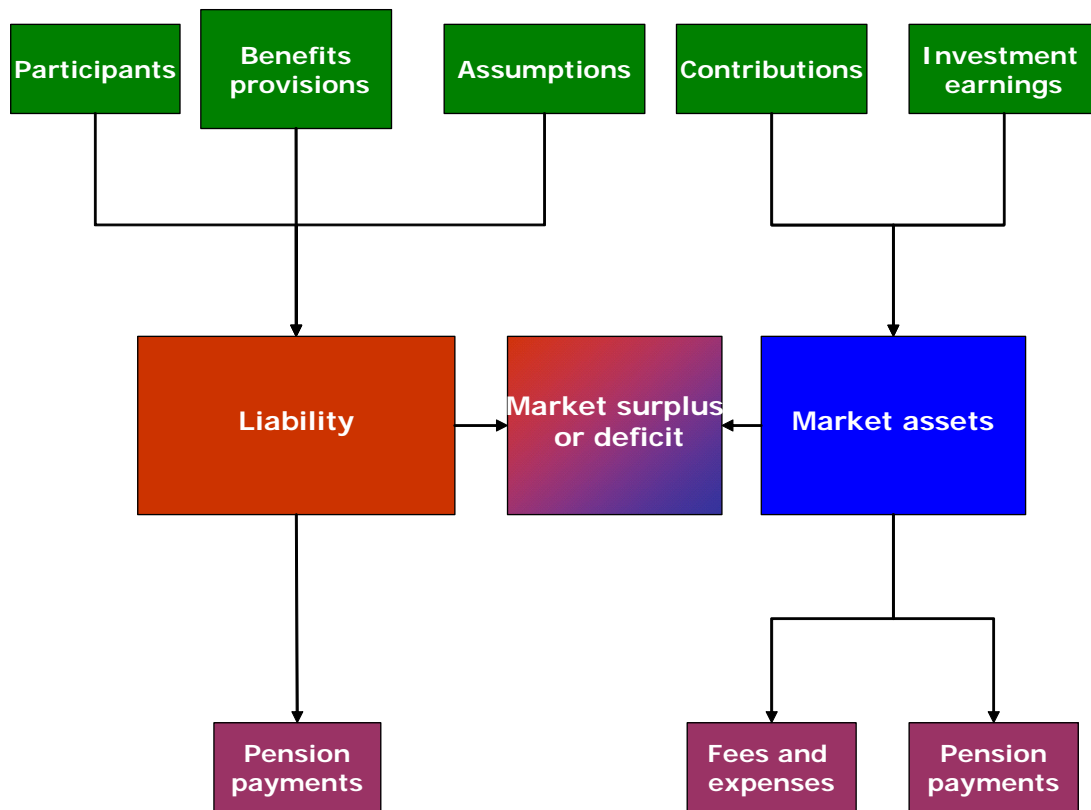 Participants
Benefits
provisions
Assumptions
Contributions
Investment
earnings
Liability
Market surplus
or deficit
Market assets
Pension
payments
Fees and
expenses
Pension
payments